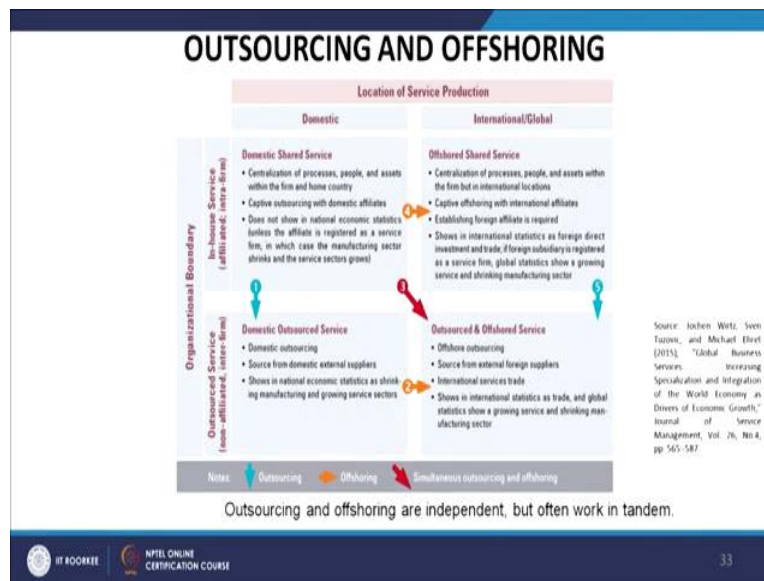 OUTSOURCING AND OFFSHORING
Location of Service Production
Domestic
International/Global
Organizational Boundary
In-house Service
(affiliated; intra-firm)
Domestic Shared Service
• Centralization of processes, people, and assets
within the firm and home country
• Captive outsourcing with domestic affiliates
• Does not show in national economic statistics
(unless the affiliate is registered as a service
firm, in which case the manufacturing sector
shrinks and the service sectors grows)
Offshored Shared Service
• Centralization of processes, people, and assets within
the firm but in international locations
• Captive offshoring with international affiliates
• Establishing foreign affiliate is required
• Shows in international statistics as foreign direct
investment and trade; if foreign subsidiary is registered
as a service firm, global statistics show a growing
service and shrinking manufacturing sector
4
1
3
5
Outsourced Service
(non-affiliated, inter-firm)
Domestic Outsourced Service
• Domestic outsourcing
• Source from domestic external suppliers
• Shows in national economic statistics as shrink-
ing manufacturing and growing service sectors
2
Outsourced & Offshored Service
• Offshore outsourcing
• Source from external foreign suppliers
• International services trade
• Shows in international statistics as trade, and global
statistics show a growing service and shrinking man-
ufacturing sector
Notes: Outsourcing Offshoring Simultaneous outsourcing and offshoring
Source: Jochen Wirtz, Sven
Tuzovic, and Michael Ehret
(2015), "Global Business
Services Increasing
Specialization and Integration
of the World Economy as
Drivers of Economic Growth,"
Journal of Service
Management, Vol. 26, No.4,
pp 565-587
Outsourcing and offshoring are independent, but often work in tandem.
IIT ROORKEE
NPTEL ONLINE
CERTIFICATION COURSE
33